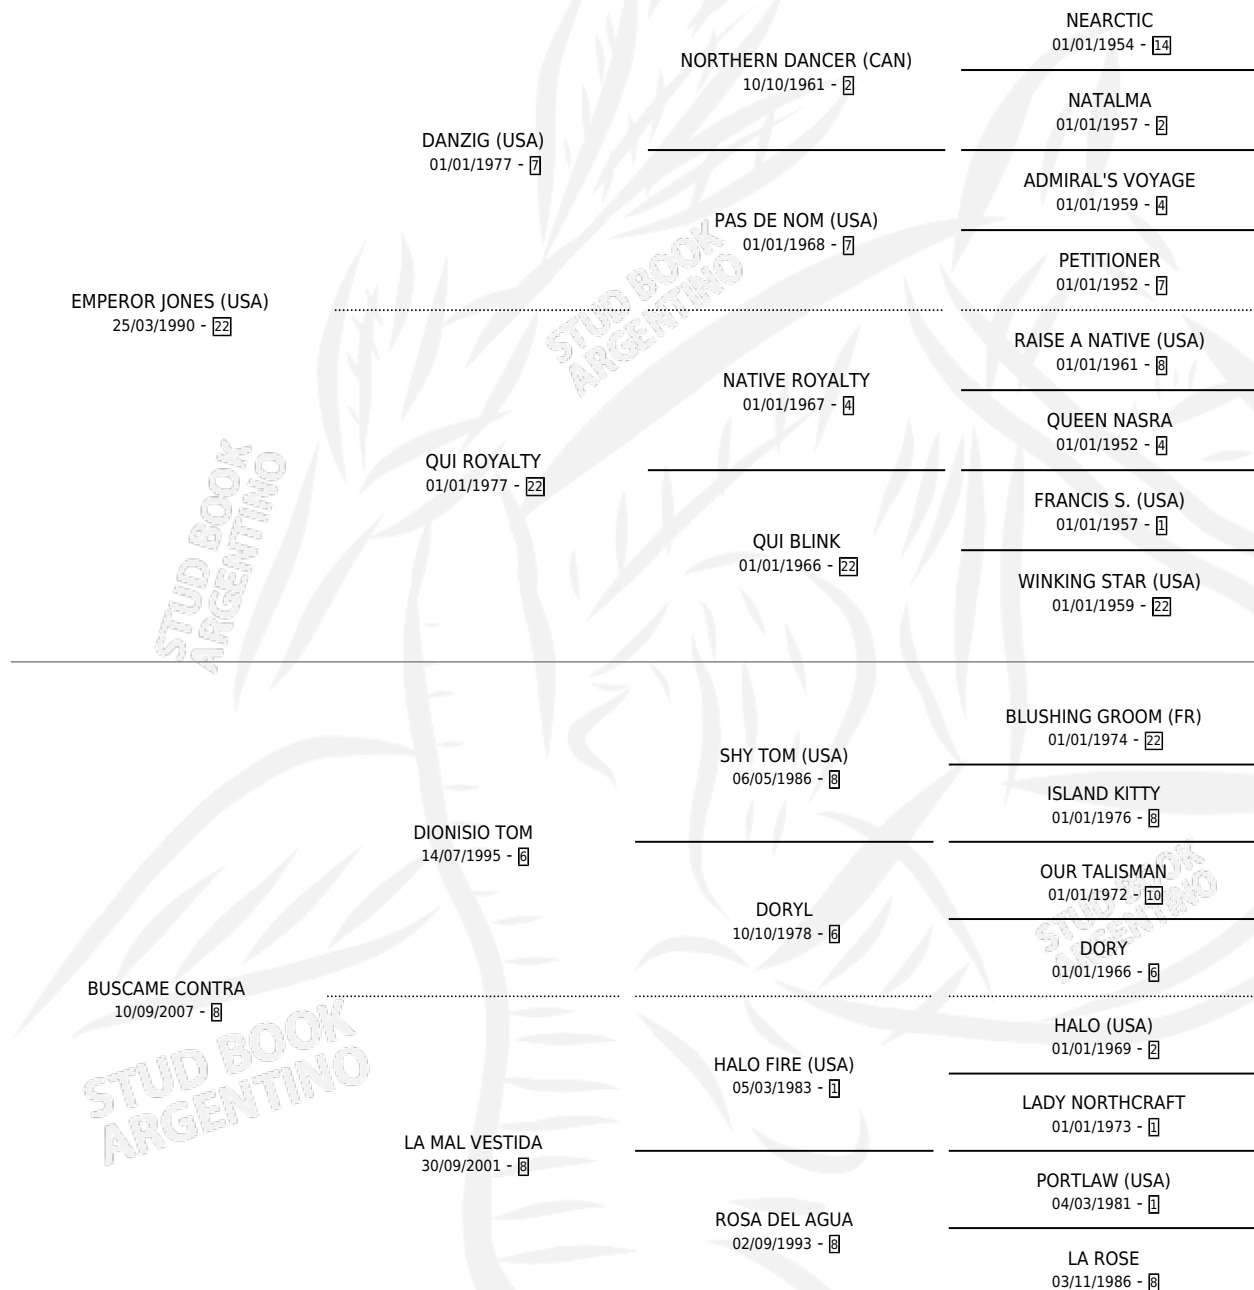 NEARCTIC
01/01/1954 - 14
NORTHERN DANCER (CAN)
10/10/1961 - 2
NATALMA
01/01/1957 - 2
DANZIG (USA)
01/01/1977 - 7
ADMIRAL'S VOYAGE
01/01/1959 - 4
PAS DE NOM (USA)
01/01/1968 - 7
PETITIONER
01/01/1952 - 7
EMPEROR JONES (USA)
25/03/1990 - 22
STUD BOOK
ARGENTINO
RAISE A NATIVE (USA)
01/01/1961 - 8
NATIVE ROYALTY
01/01/1967 - 4
QUEEN NASRA
01/01/1952 - 4
QUI ROYALTY
01/01/1977 - 22
FRANCIS S. (USA)
01/01/1957 - 1
QUI BLINK
01/01/1966 - 22
WINKING STAR (USA)
01/01/1959 - 22
STUD BOOK
ARGENTINO
BLUSHING GROOM (FR)
01/01/1974 - 22
SHY TOM (USA)
06/05/1986 - 8
ISLAND KITTY
01/01/1976 - 8
DIONISIO TOM
14/07/1995 - 6
OUR TALISMAN
01/01/1972 - 10
DORYL
10/10/1978 - 6
STUD BOOK
ARGENTINO
DORY
01/01/1966 - 6
BUSCAME CONTRA
10/09/2007 - 8
HALO (USA)
01/01/1969 - 2
HALO FIRE (USA)
05/03/1983 - 1
STUD BOOK
ARGENTINO
LADY NORTHCRAFT
01/01/1973 - 1
LA MAL VESTIDA
30/09/2001 - 8
PORTLAW (USA)
04/03/1981 - 1
ROSA DEL AGUA
02/09/1993 - 8
LA ROSE
03/11/1986 - 8